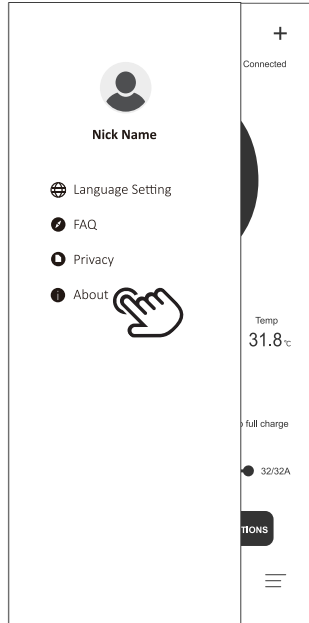 +
Connected
Nick Name
Language Setting
FAQ
Privacy
About
Temp
31.8 °C
full charge
32/32A
TIONS